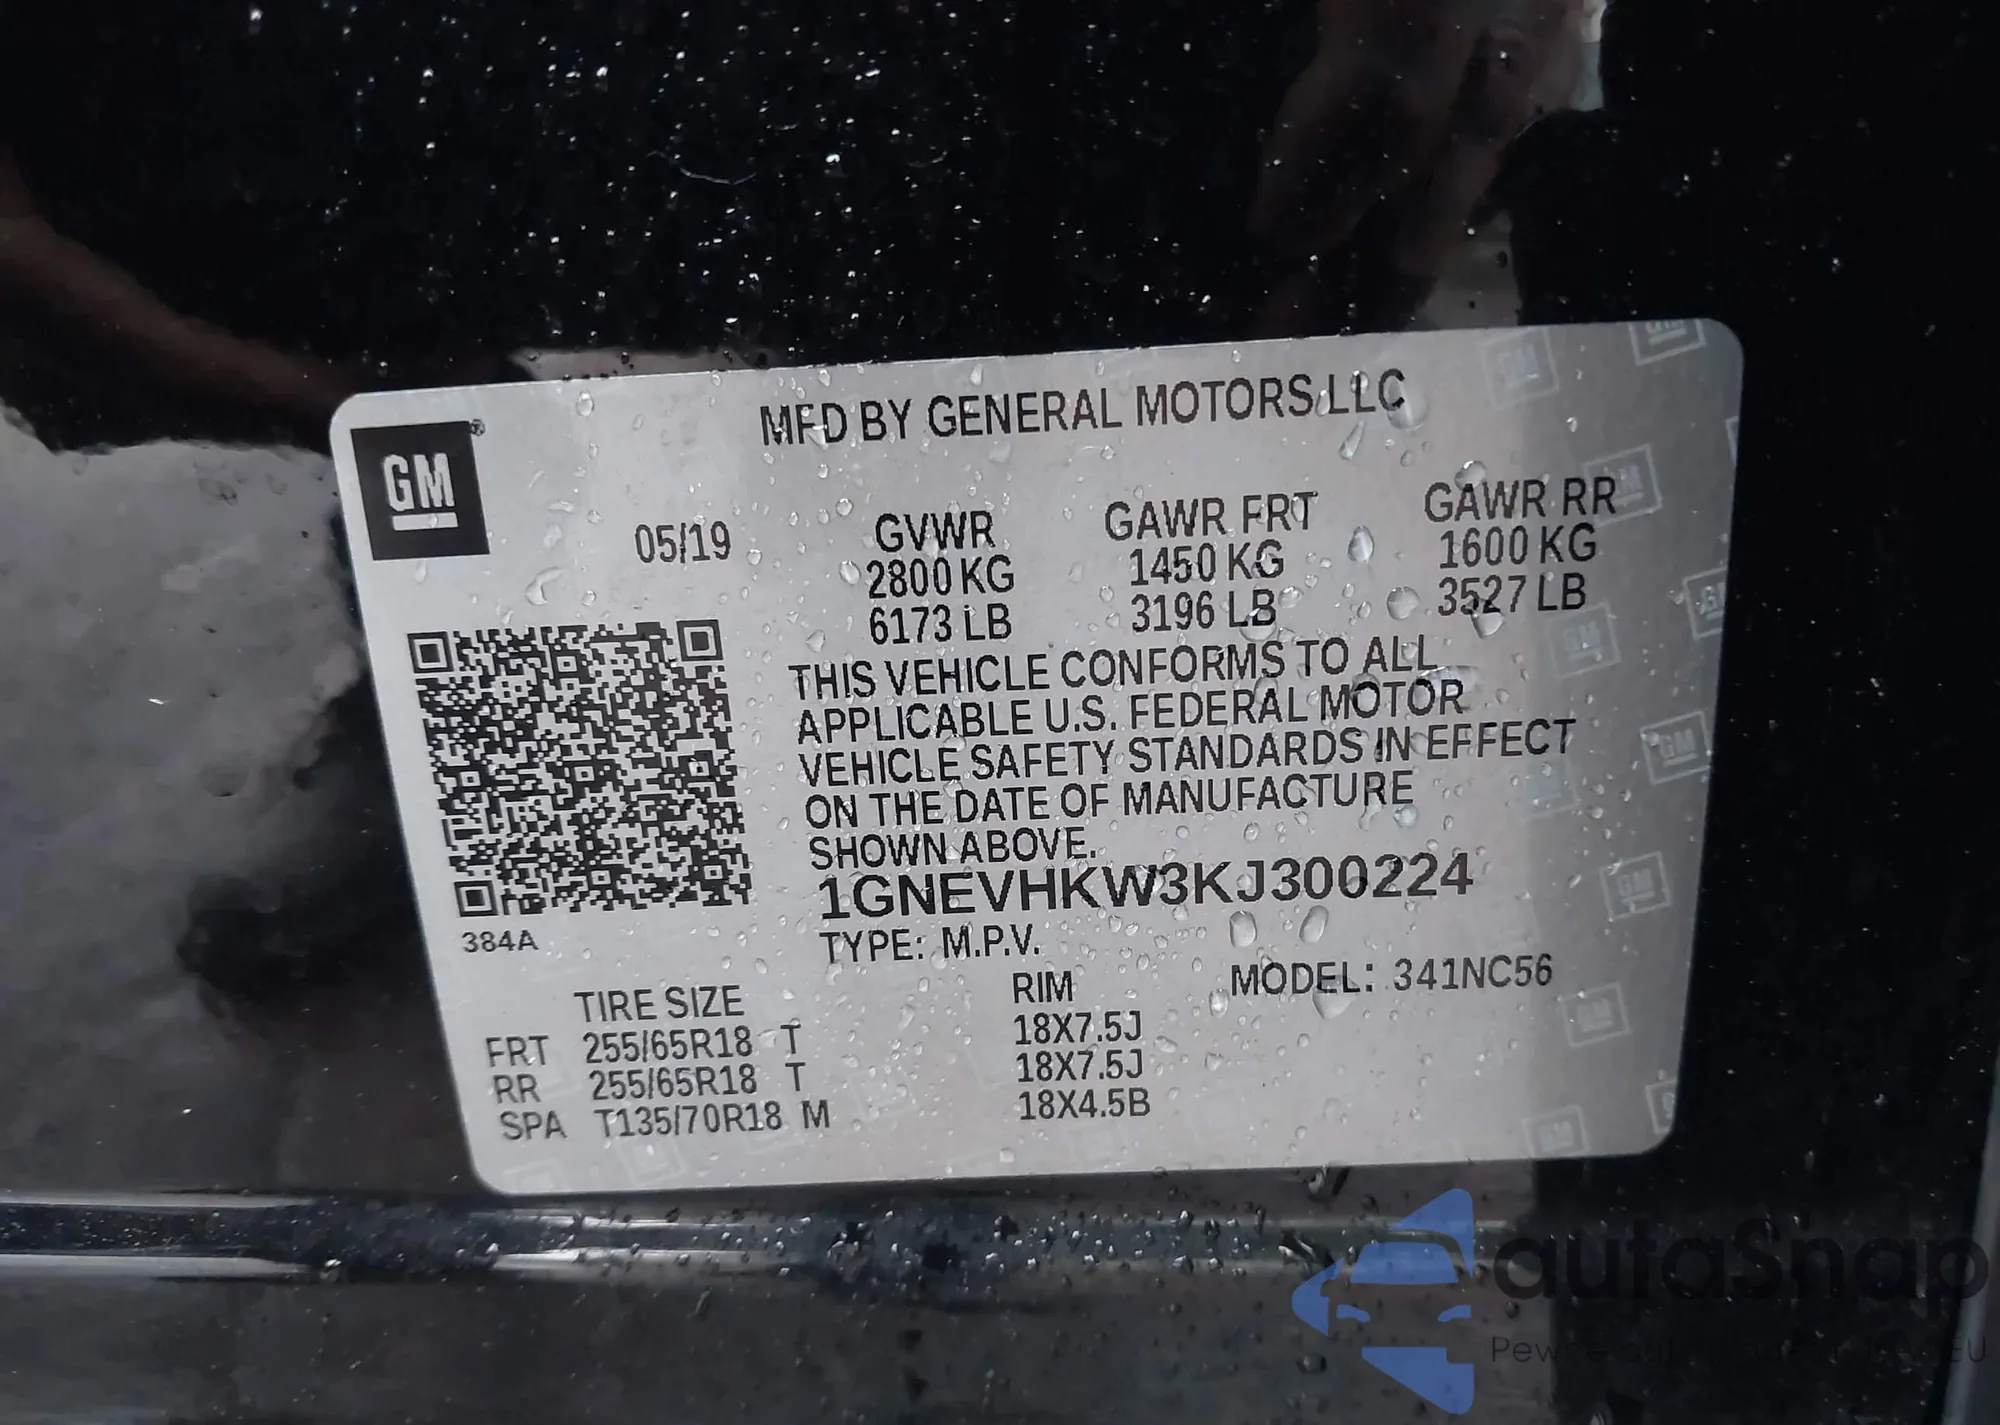 MFD BY GENERAL MOTORS LLC
GM ®
05/19
GVWR GAWR FRT GAWR RR
2800 KG 1450 KG 1600 KG
6173 LB 3196 LB 3527 LB
THIS VEHICLE CONFORMS TO ALL
APPLICABLE U.S. FEDERAL MOTOR
VEHICLE SAFETY STANDARDS IN EFFECT
ON THE DATE OF MANUFACTURE
SHOWN ABOVE.
1GNEVHKW3KJ300224
384A
TYPE: M.P.V. MODEL: 341NC56
TIRE SIZE RIM
FRT 255/65R18 T 18X7.5J
RR 255/65R18 T 18X7.5J
SPA T135/70R18 M 18X4.5B
autaSnap
EU